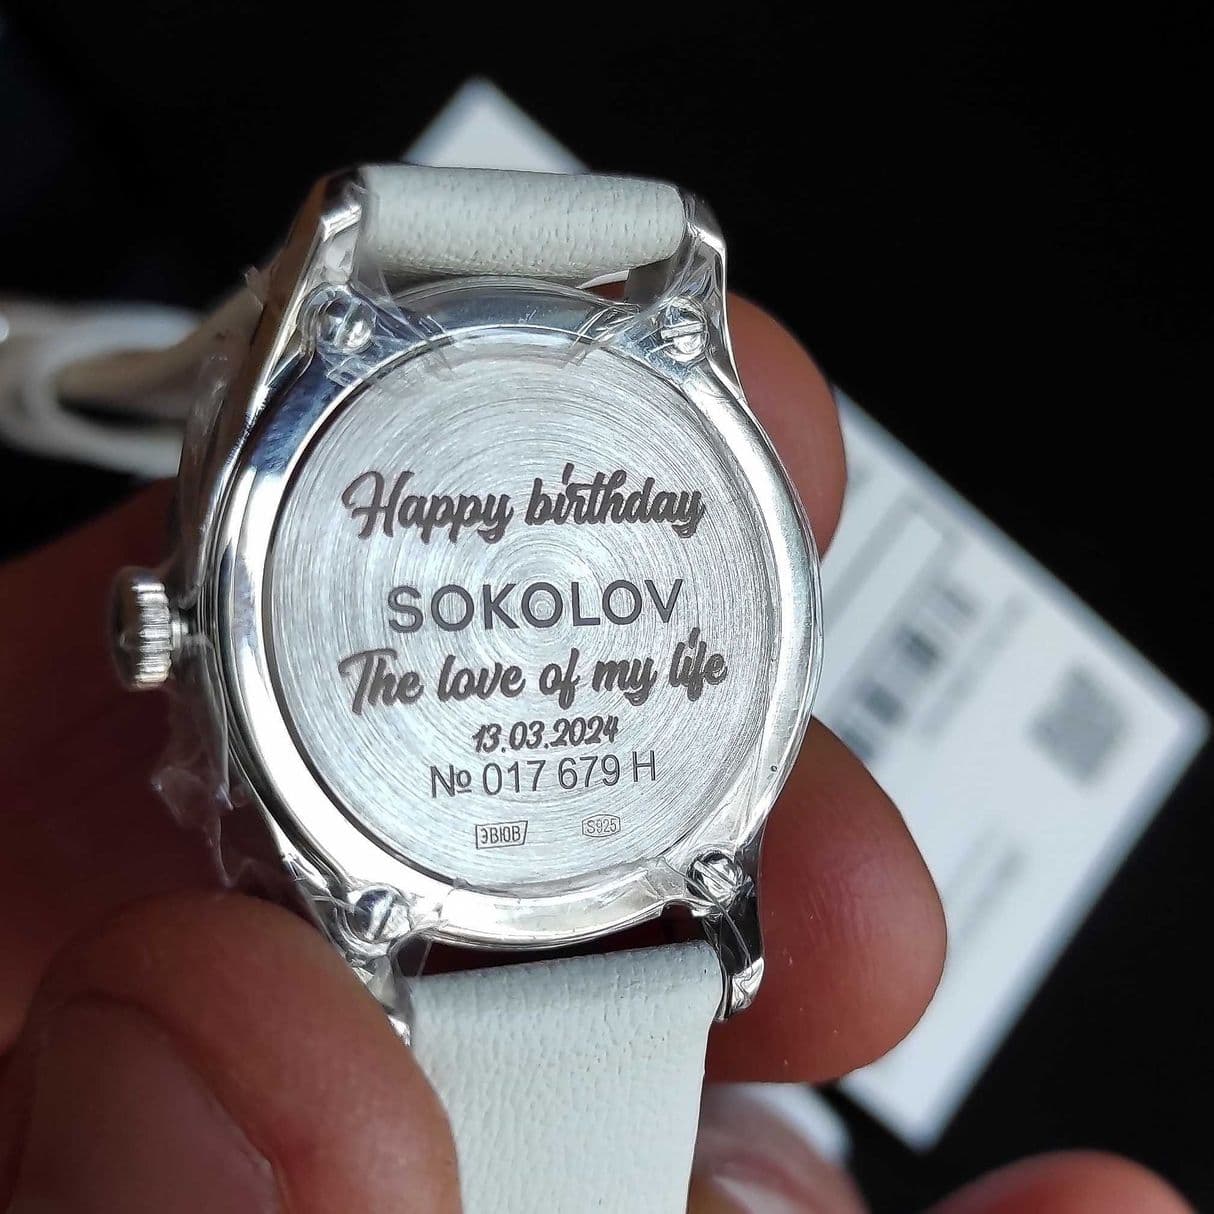 Happy birthday
SOKOLOV
The love of my life
13.03.2024
№ 017 679 H
ЭВЮВ S925